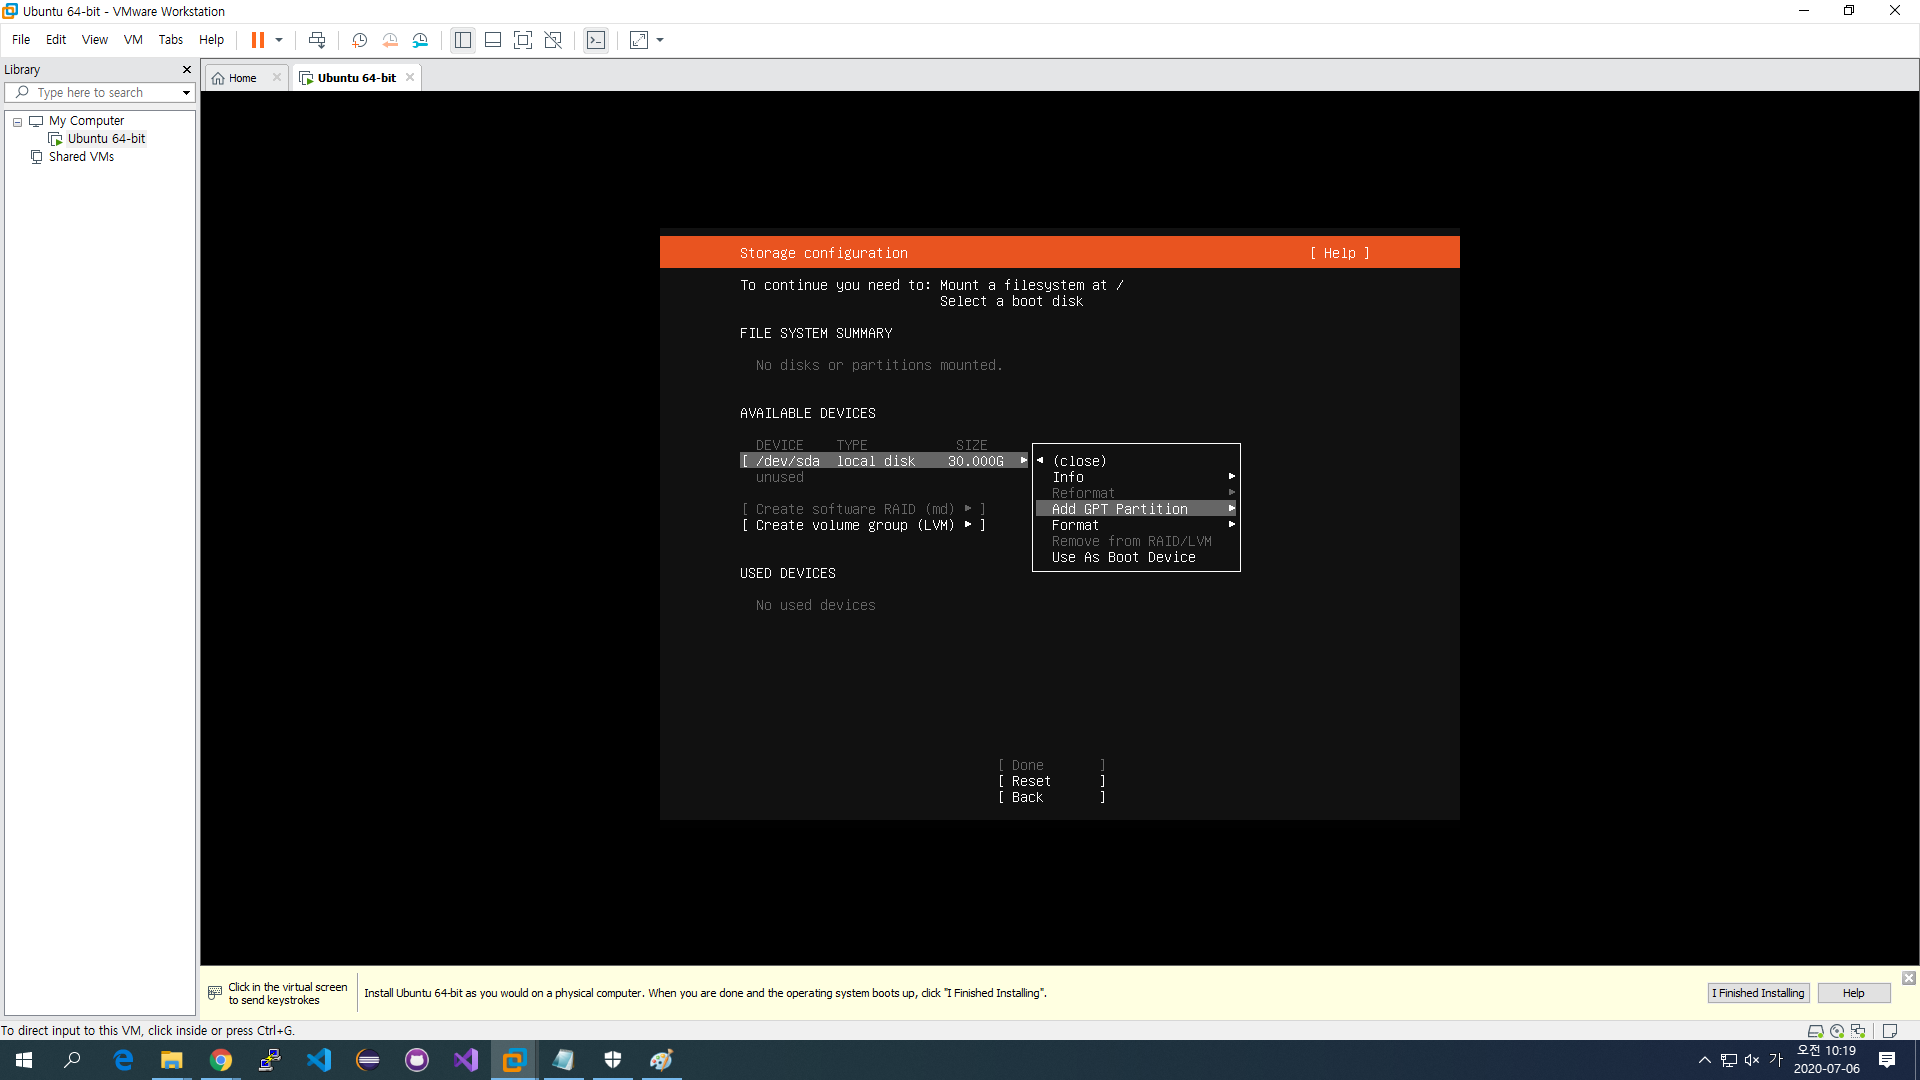 Ubuntu 64-bit - VMware Workstation
File Edit View VM Tabs Help
Library
Type here to search
My Computer
Ubuntu 64-bit
Shared VMs
Home
Ubuntu 64-bit
Storage configuration [ Help ]
To continue you need to: Mount a filesystem at /
Select a boot disk
FILE SYSTEM SUMMARY
No disks or partitions mounted.
AVAILABLE DEVICES
DEVICE TYPE SIZE
[ /dev/sda local disk 30.000G ▸
unused
[ Create software RAID (md) ▸ ]
[ Create volume group (LVM) ▸ ]
◂ (close)
Info ▸
Reformat ▸
Add GPT Partition ▸
Format ▸
Remove from RAID/LVM
Use As Boot Device
USED DEVICES
No used devices
[ Done ]
[ Reset ]
[ Back ]
Click in the virtual screen
to send keystrokes
Install Ubuntu 64-bit as you would on a physical computer. When you are done and the operating system boots up, click "I Finished Installing".
I Finished Installing
Help
To direct input to this VM, click inside or press Ctrl+G.
가
오전 10:19
2020-07-06